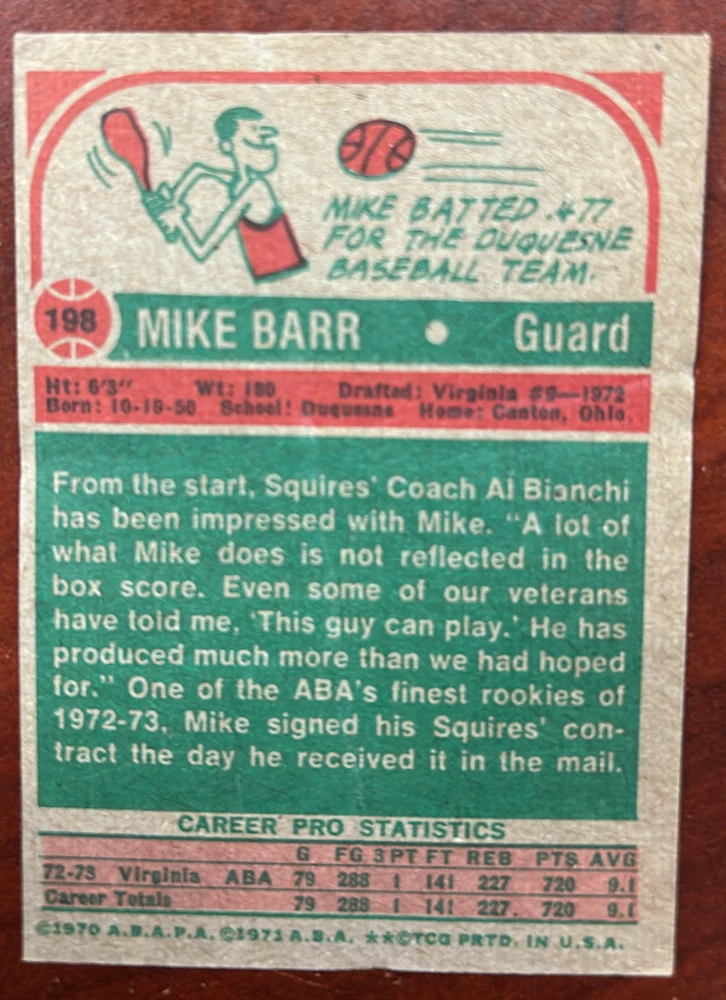 MIKE BATTED .477
FOR THE DUQUESNE
BASEBALL TEAM.
198 MIKE BARR • Guard
Ht: 6'3" Wt: 180 Drafted: Virginia #9—1972
Born: 10-19-50 School: Duquesne Home: Canton, Ohio
From the start, Squires' Coach Al Bianchi
has been impressed with Mike. "A lot of
what Mike does is not reflected in the
box score. Even some of our veterans
have told me, 'This guy can play.' He has
produced much more than we had hoped
for." One of the ABA's finest rookies of
1972-73, Mike signed his Squires' con-
tract the day he received it in the mail.
CAREER PRO STATISTICS
G FG 3PT FT REB PTS AVG
72-73 Virginia ABA 79 288 1 141 227 720 9.1
Career Totals 79 288 1 141 227 720 9.1
©1970 A.B.A.P.A. ©1971 A.B.A. **©TCG PRTD. IN U.S.A.